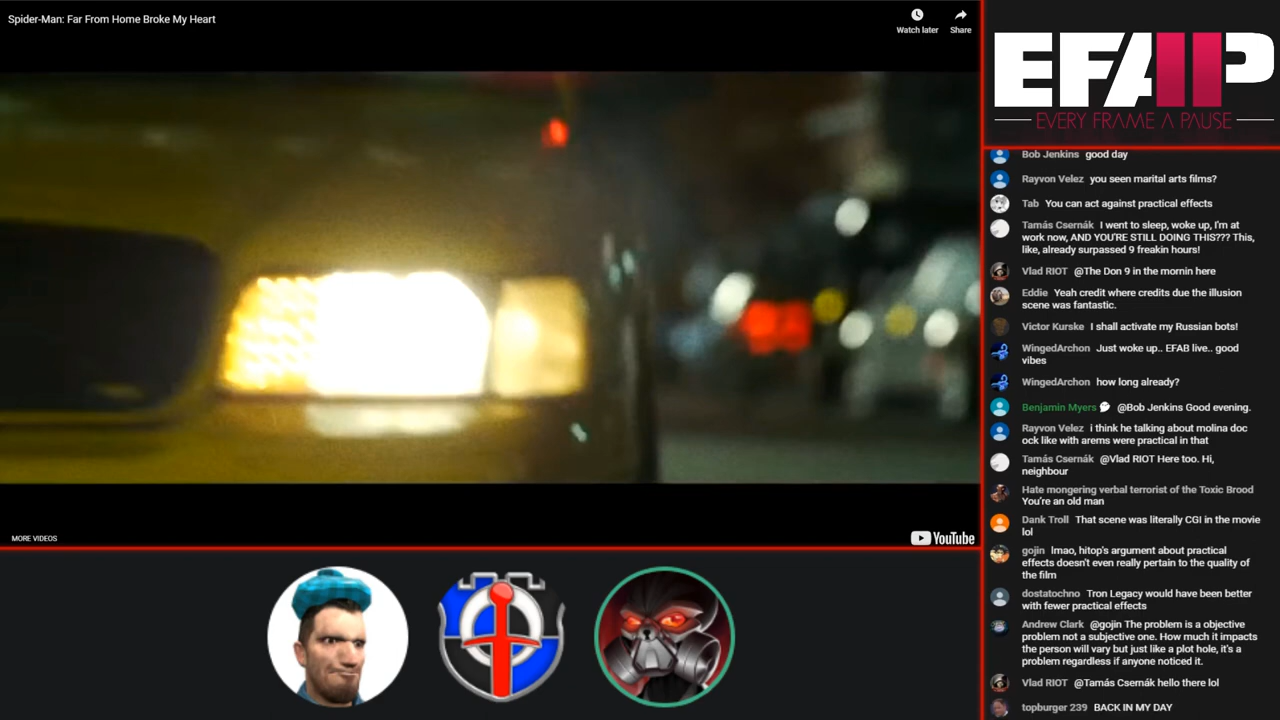 Spider-Man: Far From Home Broke My Heart
Watch later
Share
MORE VIDEOS
YouTube
EFAP
EVERY FRAME A PAUSE
Bob Jenkins good day
Rayvon Velez you seen marital arts films?
Tab You can act against practical effects
Tamás Csernák I went to sleep, woke up, I'm at
work now, AND YOU'RE STILL DOING THIS??? This,
like, already surpassed 9 freakin hours!
Vlad RIOT @The Don 9 in the mornin here
Eddie Yeah credit where credits due the illusion
scene was fantastic.
Victor Kurske I shall activate my Russian bots!
WingedArchon Just woke up.. EFAB live.. good
vibes
WingedArchon how long already?
Benjamin Myers @Bob Jenkins Good evening.
Rayvon Velez i think he talking about molina doc
ock like with arems were practical in that
Tamás Csernák @Vlad RIOT Here too. Hi,
neighbour
Hate mongering verbal terrorist of the Toxic Brood
You're an old man
Dank Troll That scene was literally CGI in the movie
lol
gojin lmao, hitop's argument about practical
effects doesn't even really pertain to the quality of
the film
dostatochno Tron Legacy would have been better
with fewer practical effects
Andrew Clark @gojin The problem is a objective
problem not a subjective one. How much it impacts
the person will vary but just like a plot hole, it's a
problem regardless if anyone noticed it.
Vlad RIOT @Tamás Csernák hello there lol
topburger 239 BACK IN MY DAY